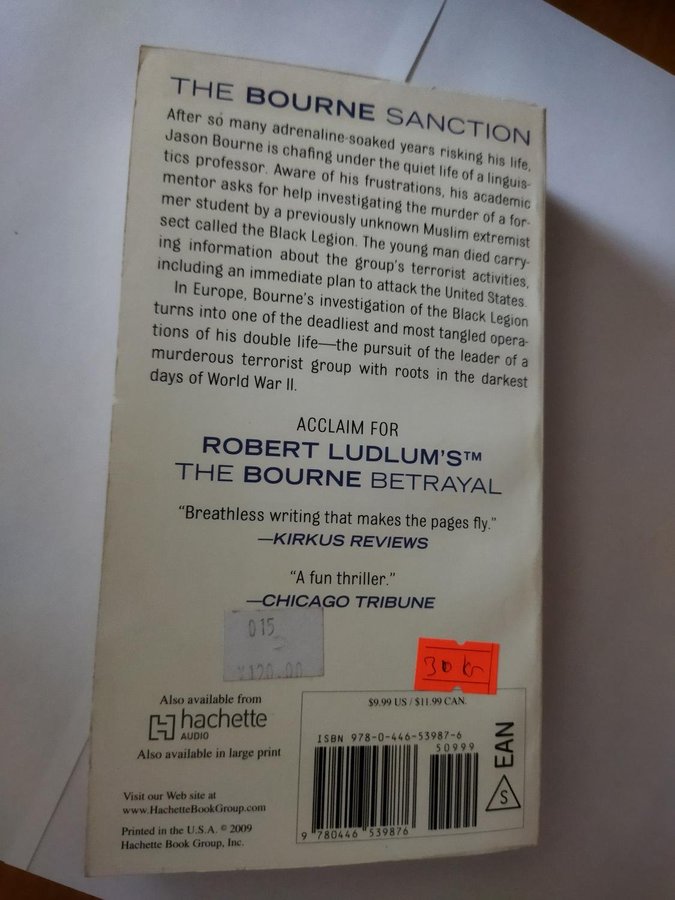 THE BOURNE SANCTION
After so many adrenaline-soaked years risking his life,
Jason Bourne is chafing under the quiet life of a linguis-
tics professor. Aware of his frustrations, his academic
mentor asks for help investigating the murder of a for-
mer student by a previously unknown Muslim extremist
sect called the Black Legion. The young man died carry-
ing information about the group's terrorist activities,
including an immediate plan to attack the United States.
In Europe, Bourne's investigation of the Black Legion
turns into one of the deadliest and most tangled opera-
tions of his double life—the pursuit of the leader of a
murderous terrorist group with roots in the darkest
days of World War II.
ACCLAIM FOR
ROBERT LUDLUM'S™
THE BOURNE BETRAYAL
"Breathless writing that makes the pages fly."
—KIRKUS REVIEWS
"A fun thriller."
—CHICAGO TRIBUNE
015
¥120.00
30 kr
Also available from
hachette
AUDIO
Also available in large print
Visit our Web site at
www.HachetteBookGroup.com
Printed in the U.S.A. © 2009
Hachette Book Group, Inc.
$9.99 US / $11.99 CAN.
ISBN 978-0-446-53987-6
50999
9 780446 539876
S
EAN